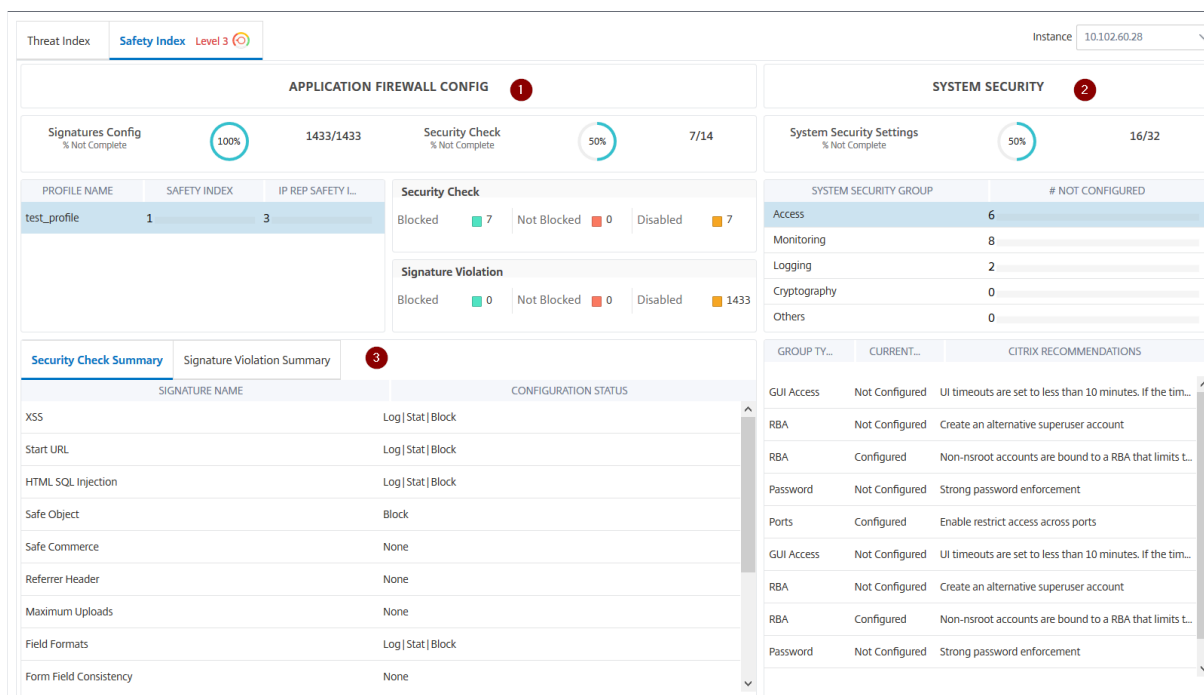 Threat Index
Safety Index Level 3
Instance 10.102.60.28
APPLICATION FIREWALL CONFIG 1
SYSTEM SECURITY 2
Signatures Config
% Not Complete
100%
1433/1433
Security Check
% Not Complete
50%
7/14
System Security Settings
% Not Complete
50%
16/32
PROFILE NAME SAFETY INDEX IP REP SAFETY I...
test_profile 1 3
Security Check
Blocked 7 Not Blocked 0 Disabled 7
Signature Violation
Blocked 0 Not Blocked 0 Disabled 1433
SYSTEM SECURITY GROUP # NOT CONFIGURED
Access 6
Monitoring 8
Logging 2
Cryptography 0
Others 0
Security Check Summary Signature Violation Summary 3
SIGNATURE NAME CONFIGURATION STATUS
XSS Log|Stat|Block
Start URL Log|Stat|Block
HTML SQL Injection Log|Stat|Block
Safe Object Block
Safe Commerce None
Referrer Header None
Maximum Uploads None
Field Formats Log|Stat|Block
Form Field Consistency None
GROUP TY... CURRENT... CITRIX RECOMMENDATIONS
GUI Access Not Configured UI timeouts are set to less than 10 minutes. If the tim...
RBA Not Configured Create an alternative superuser account
RBA Configured Non-nsroot accounts are bound to a RBA that limits t...
Password Not Configured Strong password enforcement
Ports Configured Enable restrict access across ports
GUI Access Not Configured UI timeouts are set to less than 10 minutes. If the tim...
RBA Not Configured Create an alternative superuser account
RBA Configured Non-nsroot accounts are bound to a RBA that limits t...
Password Not Configured Strong password enforcement